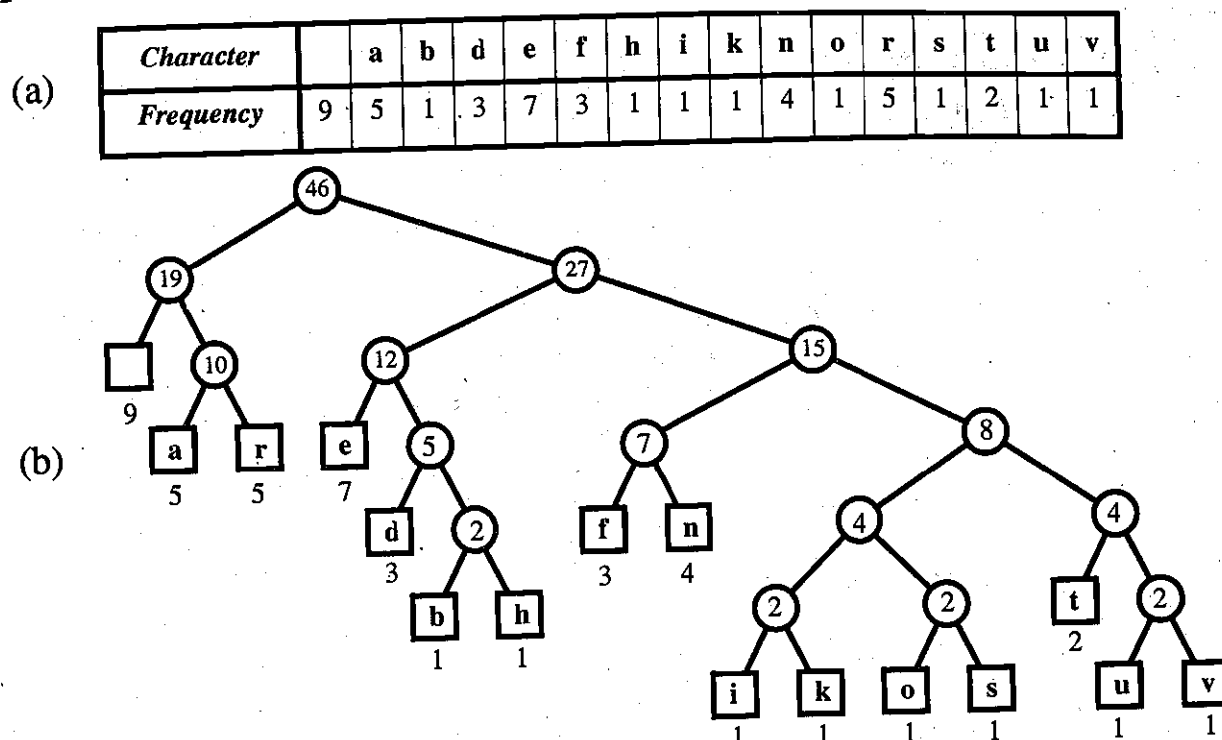 (a)
Character a b d e f h i k n o r s t u v
Frequency 9 5 1 3 7 3 1 1 1 4 1 5 1 2 1 1
46
19 27
12 15
10
9
a r e 5 7 8
5 5 7
(b)
d 2 f n 4 4
3 3 4
b h 2 2 t 2
1 1 2
i k o s u v
1 1 1 1 1 1